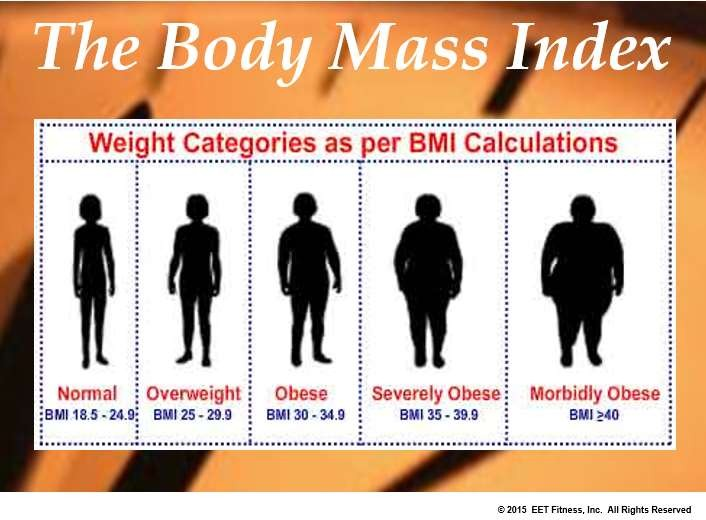 The Body Mass Index
Weight Categories as per BMI Calculations
Normal
BMI 18.5 - 24.9
Overweight
BMI 25 - 29.9
Obese
BMI 30 - 34.9
Severely Obese
BMI 35 - 39.9
Morbidly Obese
BMI ≥40
© 2015 EET Fitness, Inc. All Rights Reserved